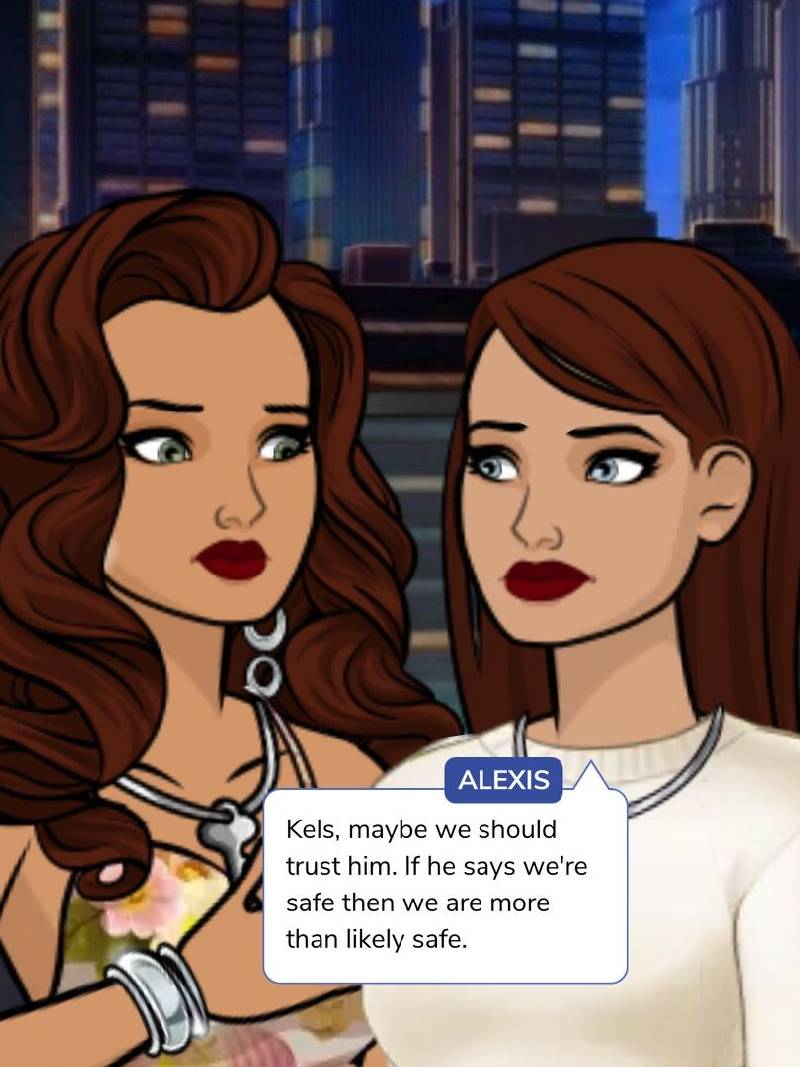 ALEXIS
Kels, maybe we should
trust him. If he says we're
safe then we are more
than likely safe.